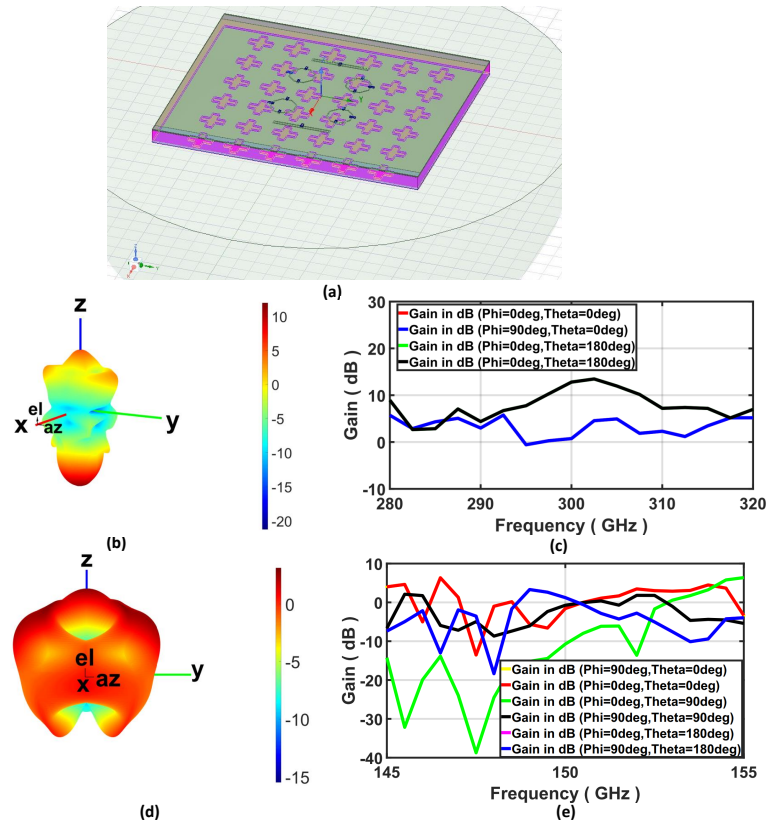 (a)
z
el
x
az
y
10
5
0
-5
-10
-15
-20
(b)
30
20
10
0
-10
Gain ( dB )
Gain in dB (Phi=0deg,Theta=0deg)
Gain in dB (Phi=90deg,Theta=0deg)
Gain in dB (Phi=0deg,Theta=180deg)
Gain in dB (Phi=0deg,Theta=180deg)
280 290 300 310 320
Frequency ( GHz )
(c)
z
el
x az
y
0
-5
-10
-15
(d)
10
0
-10
-20
-30
-40
Gain ( dB )
Gain in dB (Phi=90deg,Theta=0deg)
Gain in dB (Phi=0deg,Theta=0deg)
Gain in dB (Phi=0deg,Theta=90deg)
Gain in dB (Phi=90deg,Theta=90deg)
Gain in dB (Phi=0deg,Theta=180deg)
Gain in dB (Phi=90deg,Theta=180deg)
145 150 155
Frequency ( GHz )
(e)